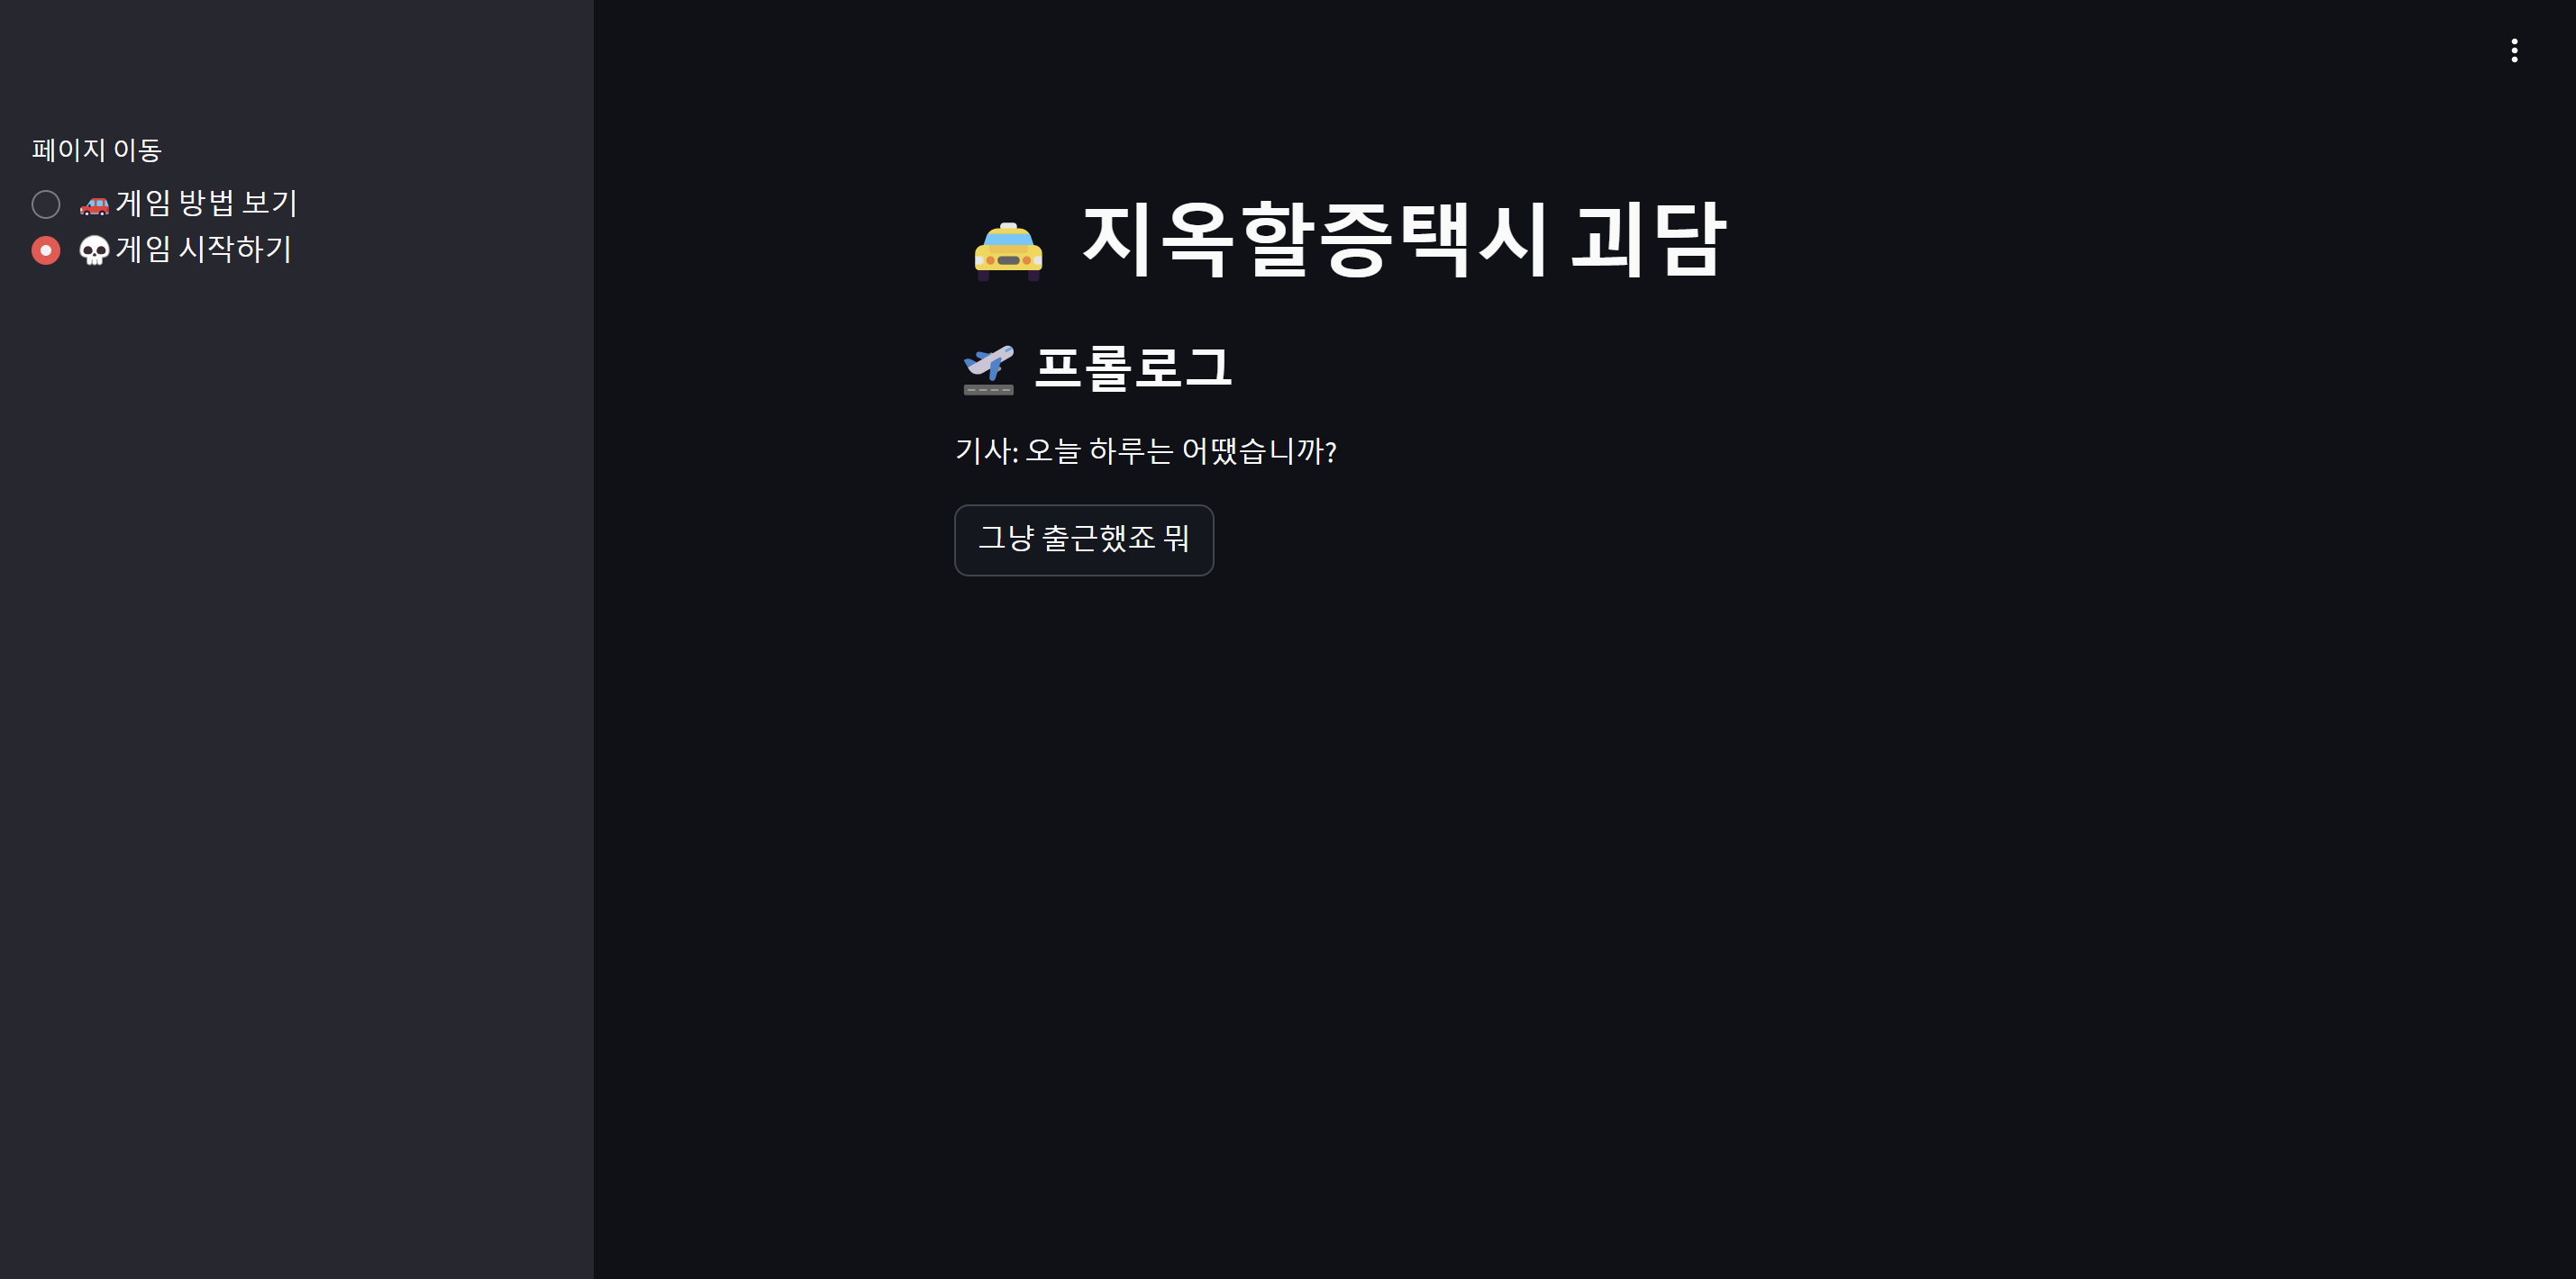 페이지 이동
게임 방법 보기
게임 시작하기
지옥할증택시 괴담
프롤로그
기사: 오늘 하루는 어땠습니까?
그냥 출근했죠 뭐